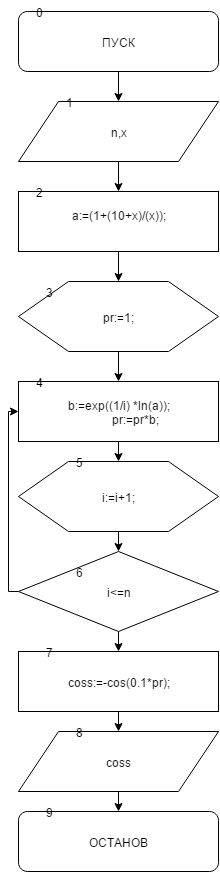 0
ПУСК
1
n,x
2
a:=(1+(10+x)/(x));
3
pr:=1;
4
b:=exp((1/i) *ln(a));
pr:=pr*b;
5
i:=i+1;
6
i<=n
7
coss:=-cos(0.1*pr);
8
coss
9
ОСТАНОВ